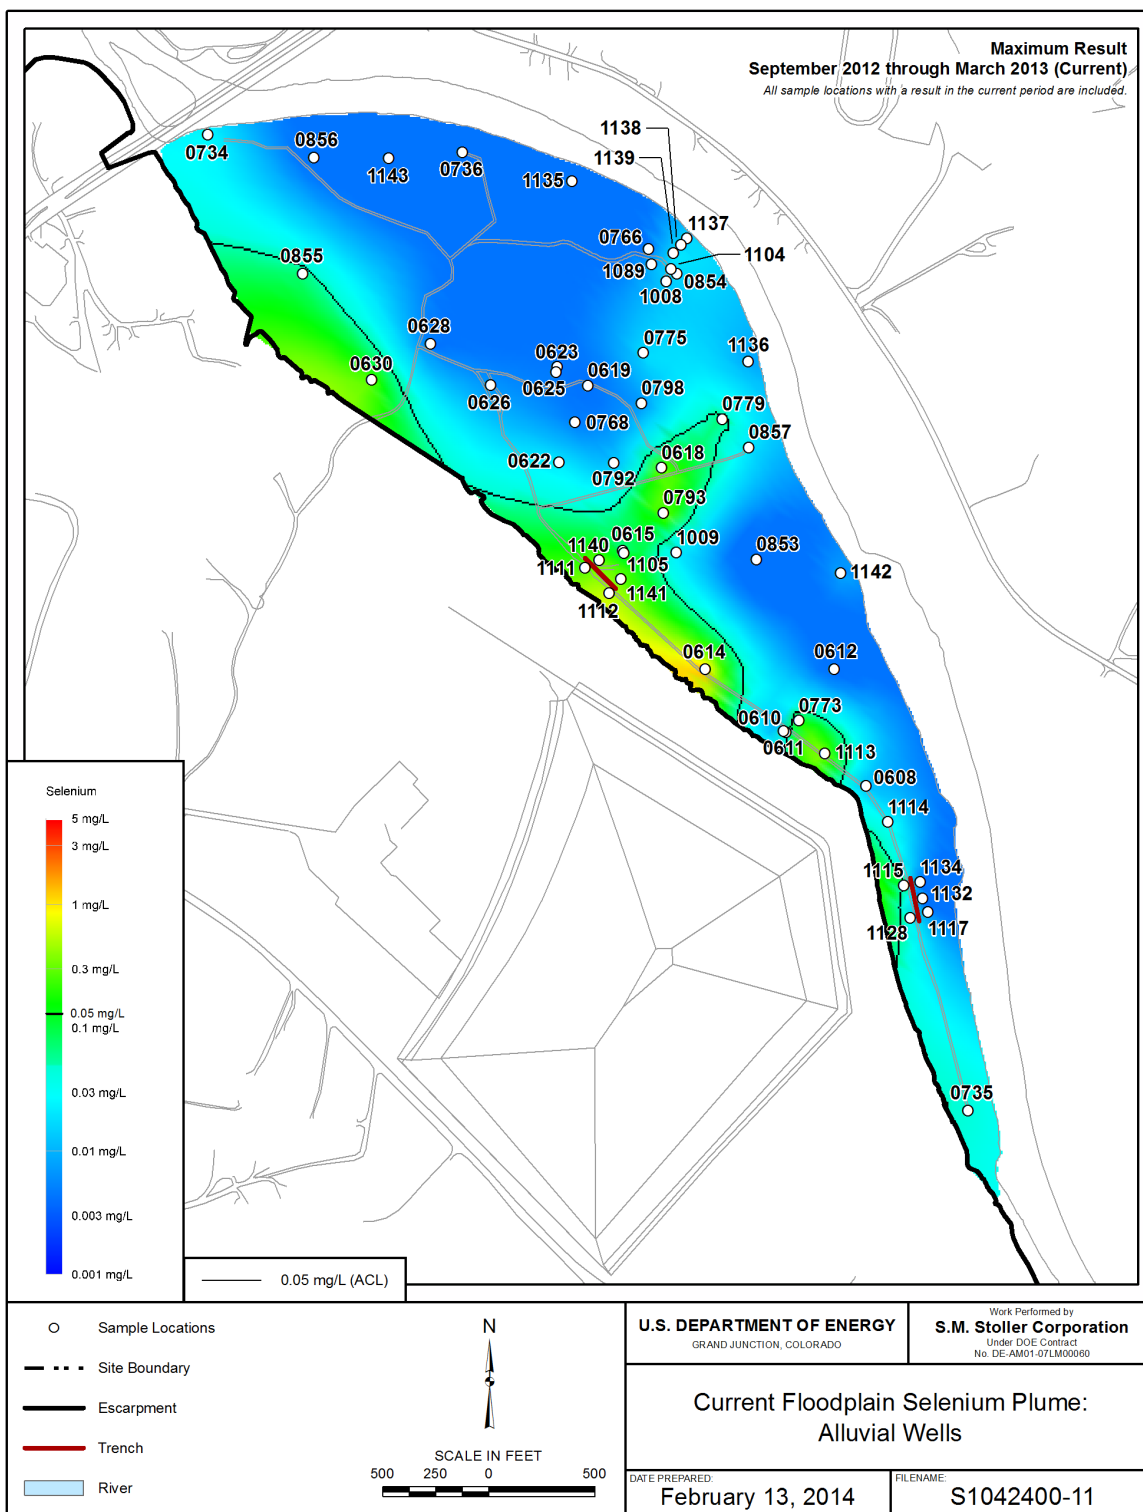 Maximum Result
September 2012 through March 2013 (Current)
All sample locations with a result in the current period are included.
1138
1139
0734
0856
1143
0736
1135
1137
0766
1104
1089
0854
1008
0855
0628
0775
0623
0619
1136
0630
0625
0626
0798
0779
0768
0857
0622
0792
0618
0793
0615
1009
1140
0853
1111
1105
1142
1141
1112
0614
0612
0773
0610
0611
1113
0608
1114
1115
1134
1132
1128
1117
0735
Selenium
5 mg/L
3 mg/L
1 mg/L
0.3 mg/L
0.05 mg/L
0.1 mg/L
0.03 mg/L
0.01 mg/L
0.003 mg/L
0.001 mg/L
0.05 mg/L (ACL)
Sample Locations
Site Boundary
Escarpment
Trench
River
N
SCALE IN FEET
500 250 0 500
U.S. DEPARTMENT OF ENERGY
GRAND JUNCTION, COLORADO
Work Performed by
S.M. Stoller Corporation
Under DOE Contract
No. DE-AM01-07LM00060
Current Floodplain Selenium Plume:
Alluvial Wells
DATE PREPARED:
February 13, 2014
FILENAME:
S1042400-11